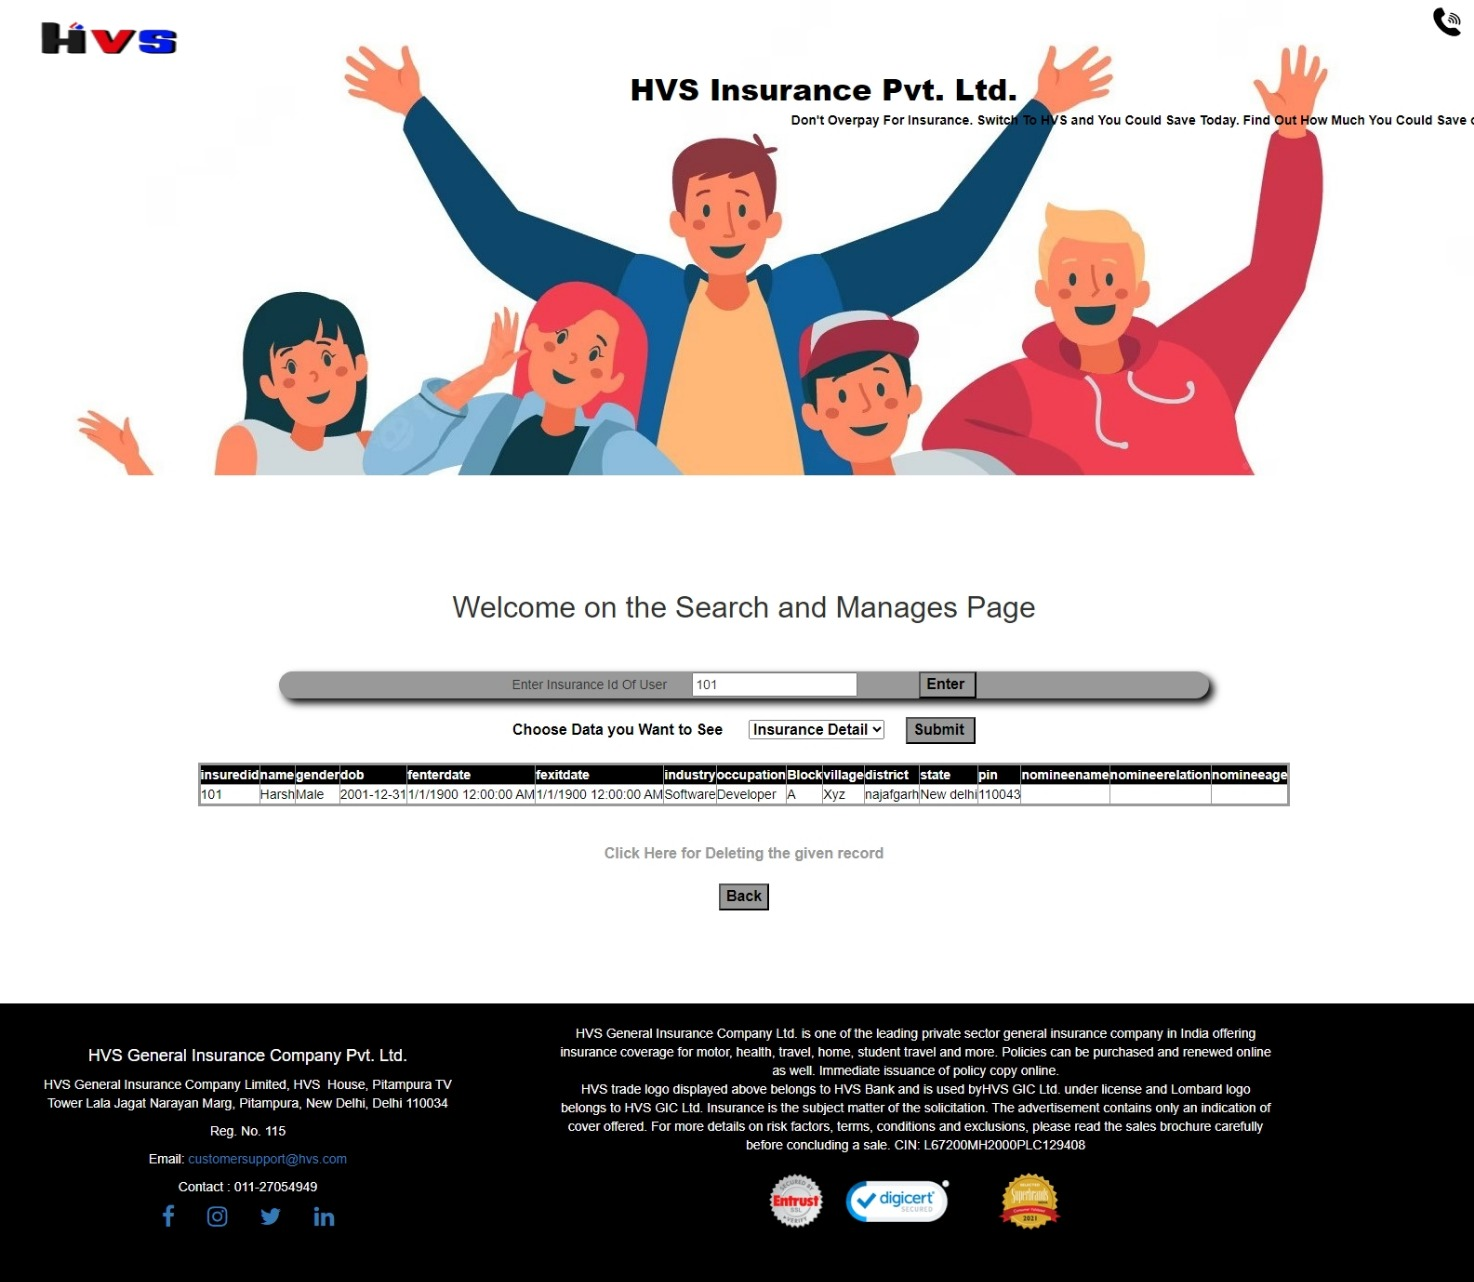 HVS
HVS Insurance Pvt. Ltd.
Don't Overpay For Insurance. Switch To HVS and You Could Save Today. Find Out How Much You Could Save
Welcome on the Search and Manages Page
Enter Insurance Id Of User 101 Enter
Choose Data you Want to See Insurance Detail Submit
insuredid name gender dob fenterdate fexitdate industry occupation Block village district state pin nomineename nomineerelation nomineeage
101 Harsh Male 2001-12-31 1/1/1900 12:00:00 AM 1/1/1900 12:00:00 AM Software Developer A Xyz najafgarh New delhi 110043
Click Here for Deleting the given record
Back
HVS General Insurance Company Pvt. Ltd.
HVS General Insurance Company Limited, HVS House, Pitampura TV
Tower Lala Jagat Narayan Marg, Pitampura, New Delhi, Delhi 110034
Reg. No. 115
Email: customersupport@hvs.com
Contact : 011-27054949
HVS General Insurance Company Ltd. is one of the leading private sector general insurance company in India offering
insurance coverage for motor, health, travel, home, student travel and more. Policies can be purchased and renewed online
as well. Immediate issuance of policy copy online.
HVS trade logo displayed above belongs to HVS Bank and is used byHVS GIC Ltd. under license and Lombard logo
belongs to HVS GIC Ltd. Insurance is the subject matter of the solicitation. The advertisement contains only an indication of
cover offered. For more details on risk factors, terms, conditions and exclusions, please read the sales brochure carefully
before concluding a sale. CIN: L67200MH2000PLC129408
SECURED BY
Entrust
SSL
VERIFY
digicert
SECURED
Superbrands
2021